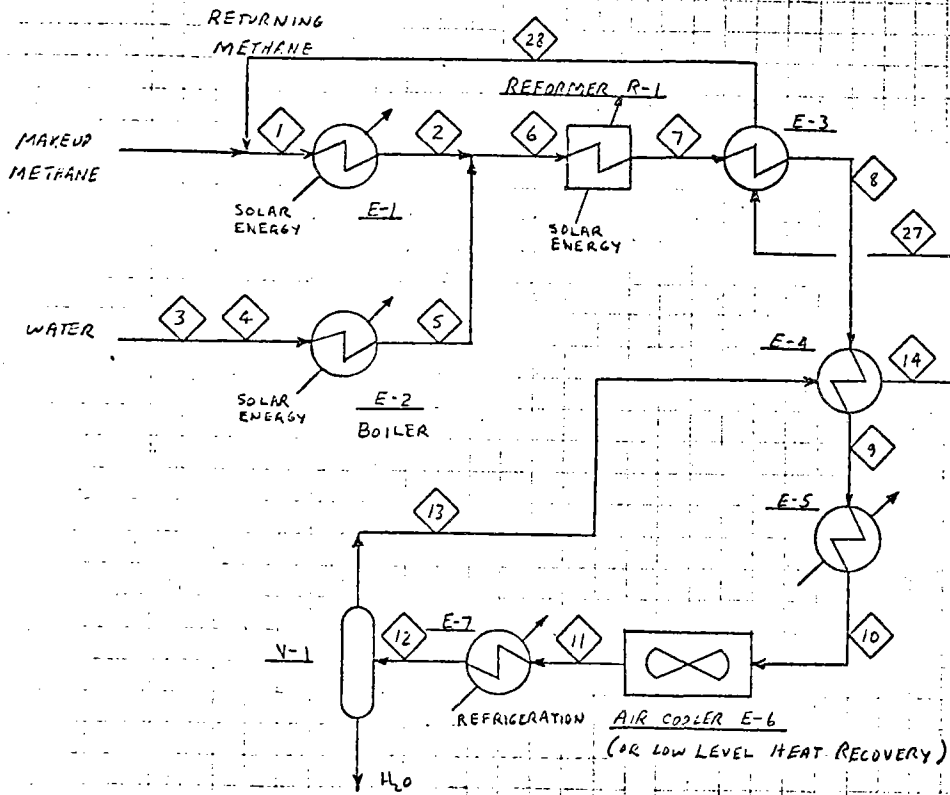 RETURNING
METHANE
28
REFORMER R-1
E-3
1
2
6
7
8
MAKEUP
METHANE
SOLAR
ENERGY
E-1
SOLAR
ENERGY
27
WATER
3
4
5
E-4
14
SOLAR
ENERGY
E-2
BOILER
9
13
E-5
V-1
12
E-7
11
10
REFRIGERATION
AIR COOLER E-6
(OR LOW LEVEL HEAT RECOVERY)
H2O